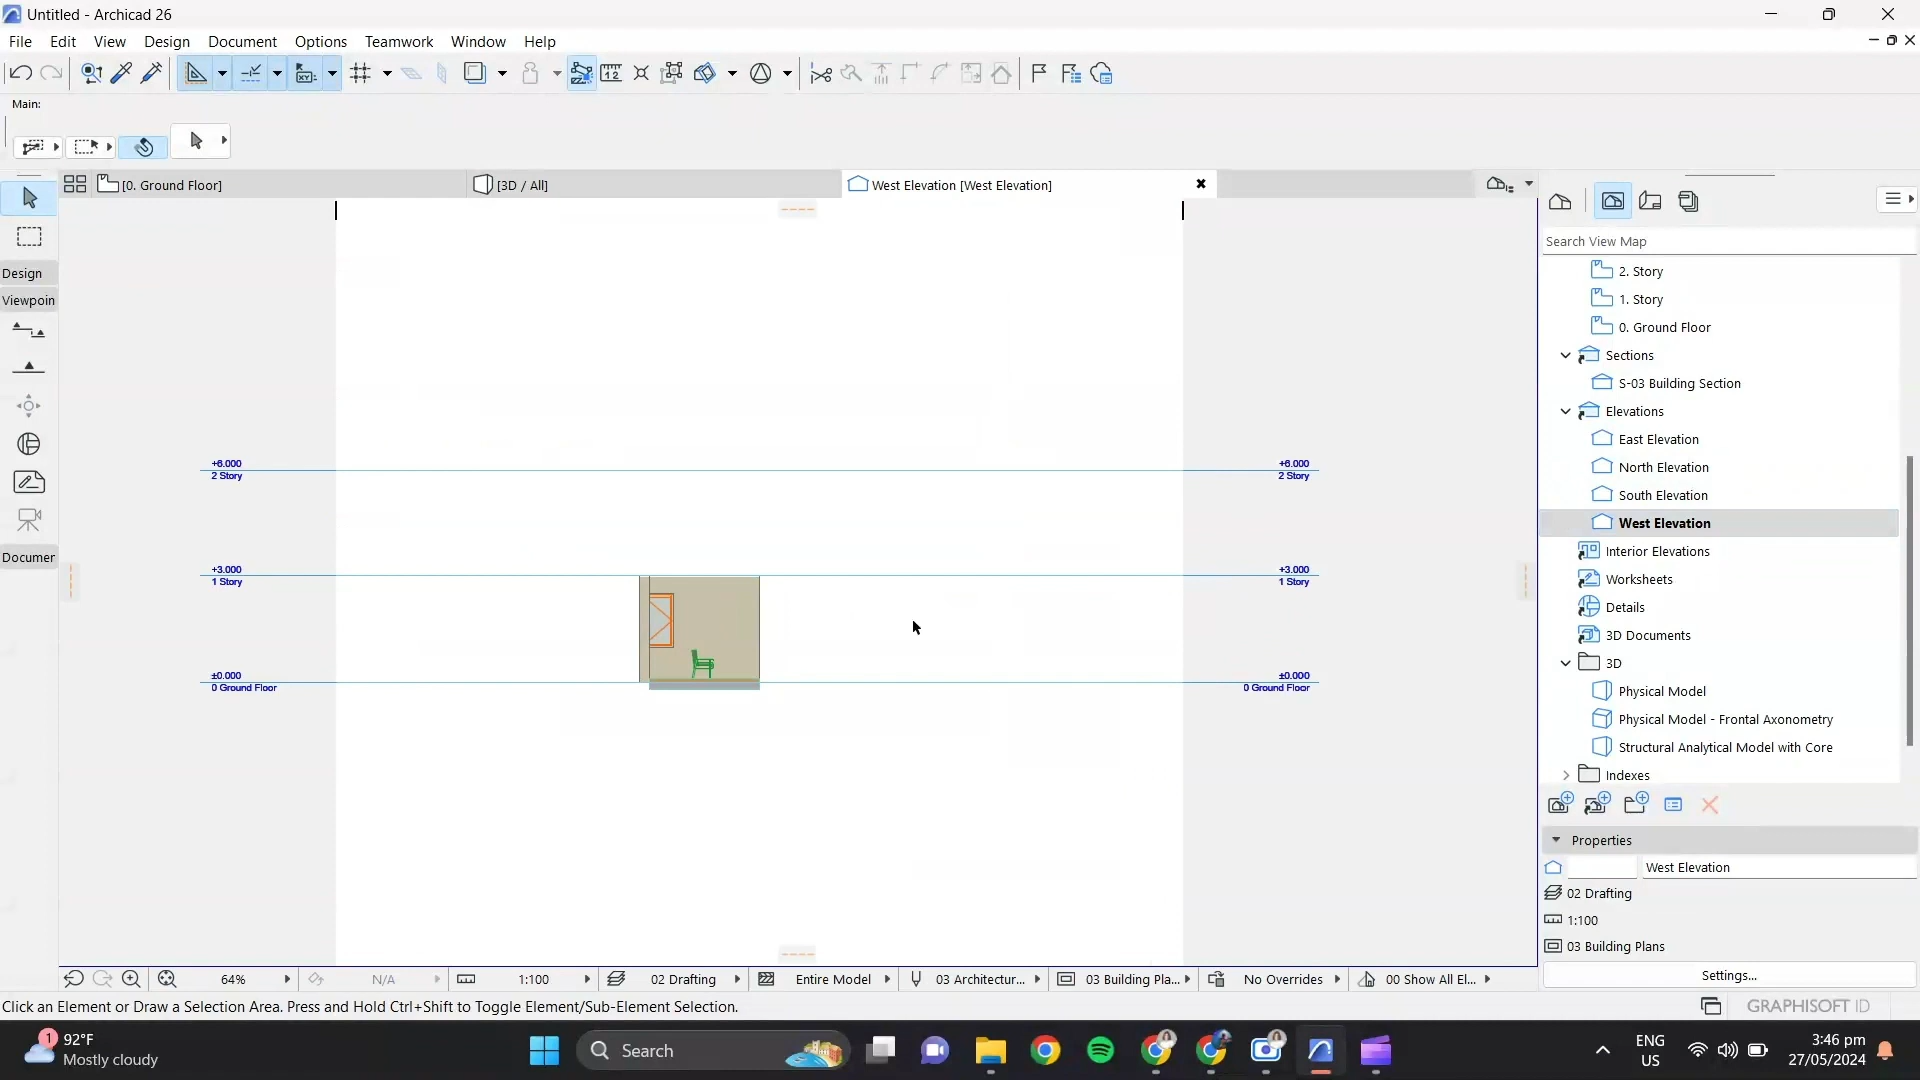 Untitled - Archicad 26
File Edit View Design Document Options Teamwork Window Help
Main:
[0. Ground Floor]
[3D / All]
West Elevation [West Elevation]
Design
Viewpoin
Documer
+6.000
2 Story
+6.000
2 Story
+3.000
1 Story
+3.000
1 Story
±0.000
0 Ground Floor
±0.000
0 Ground Floor
Search View Map
2. Story
1. Story
0. Ground Floor
Sections
S-03 Building Section
Elevations
East Elevation
North Elevation
South Elevation
West Elevation
Interior Elevations
Worksheets
Details
3D Documents
3D
Physical Model
Physical Model - Frontal Axonometry
Structural Analytical Model with Core
Indexes
Properties
West Elevation
02 Drafting
1:100
03 Building Plans
Settings...
64% N/A 1:100 02 Drafting Entire Model 03 Architectur... 03 Building Pla... No Overrides 00 Show All El...
Click an Element or Draw a Selection Area. Press and Hold Ctrl+Shift to Toggle Element/Sub-Element Selection.
GRAPHISOFT ID
1
92°F
Mostly cloudy
Search
ENG
US
3:46 pm
27/05/2024